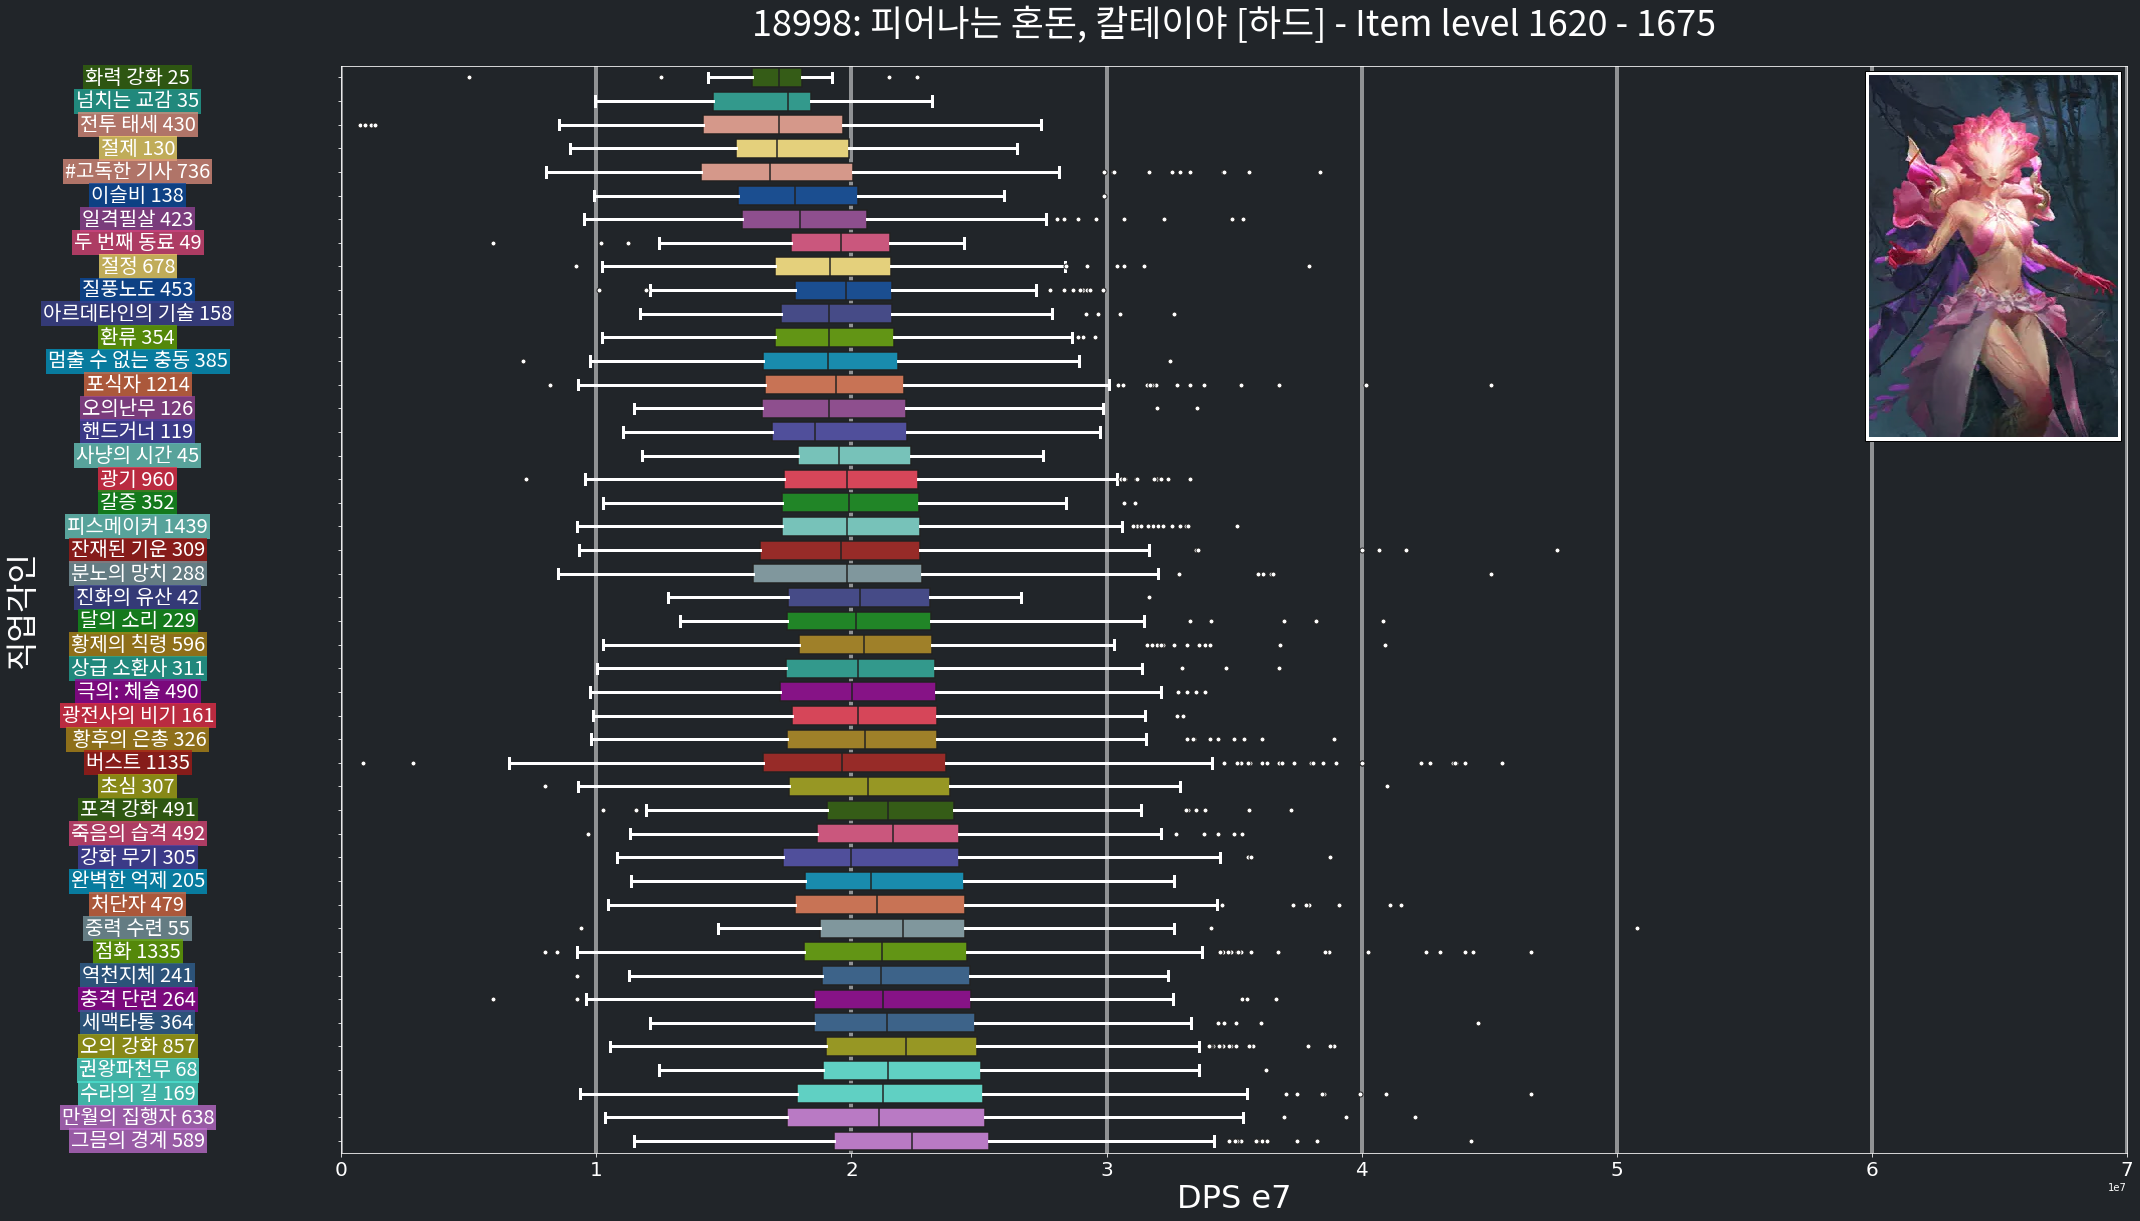 18998: 피어나는 혼돈, 칼테이야 [하드] - Item level 1620 - 1675
직업각인
화력 강화 25
넘치는 교감 35
전투 태세 430
절제 130
#고독한 기사 736
이슬비 138
일격필살 423
두 번째 동료 49
절정 678
질풍노도 453
아르데타인의 기술 158
환류 354
멈출 수 없는 충동 385
포식자 1214
오의난무 126
핸드거너 119
사냥의 시간 45
광기 960
갈증 352
피스메이커 1439
잔재된 기운 309
분노의 망치 288
진화의 유산 42
달의 소리 229
황제의 칙령 596
상급 소환사 311
극의: 체술 490
광전사의 비기 161
황후의 은총 326
버스트 1135
초심 307
포격 강화 491
죽음의 습격 492
강화 무기 305
완벽한 억제 205
처단자 479
중력 수련 55
점화 1335
역천지체 241
충격 단련 264
세맥타통 364
오의 강화 857
권왕파천무 68
수라의 길 169
만월의 집행자 638
그믐의 경계 589
0 1 2 3 4 5 6 7
DPS e7
1e7